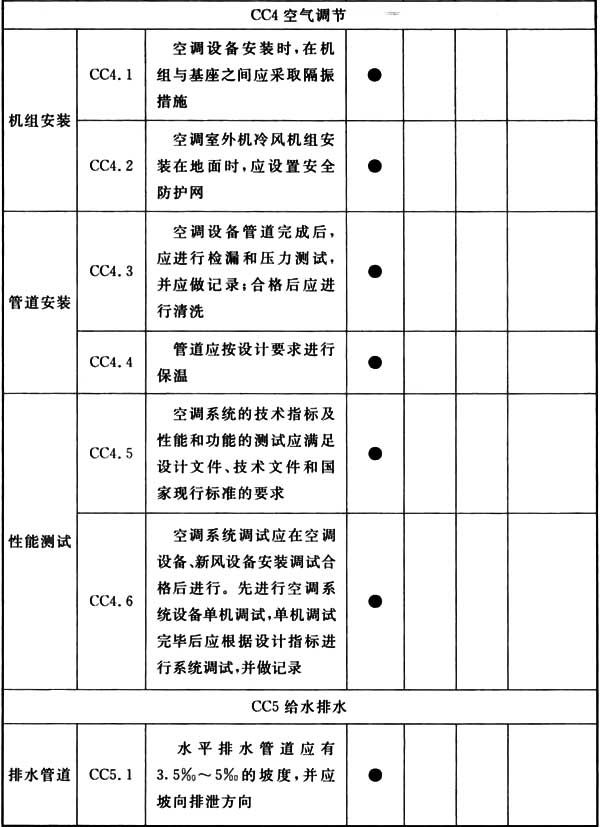 CC4 空气调节
机组安装
CC4.1
空调设备安装时,在机
组与基座之间应采取隔振
措施
●
CC4.2
空调室外机冷风机组安
装在地面时,应设置安全
防护网
●
管道安装
CC4.3
空调设备管道完成后,
应进行检漏和压力测试,
并应做记录;合格后应进
行清洗
●
CC4.4
管道应按设计要求进行
保温
●
性能测试
CC4.5
空调系统的技术指标及
性能和功能的测试应满足
设计文件、技术文件和国
家现行标准的要求
●
CC4.6
空调系统调试应在空调
设备、新风设备安装调试合
格后进行。先进行空调系
统设备单机调试,单机调试
完毕后应根据设计指标进
行系统调试,并做记录
●
CC5 给水排水
排水管道
CC5.1
水平排水管道应有
3.5‰～5‰的坡度,并应
坡向排泄方向
●